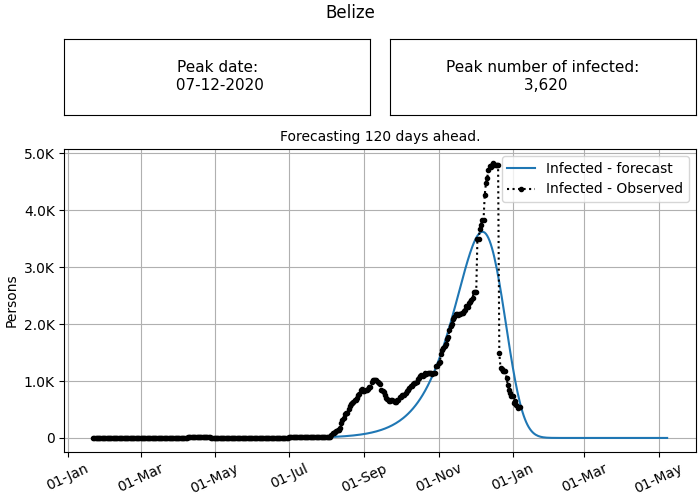 Belize
Peak date:
07-12-2020
Peak number of infected:
3,620
Forecasting 120 days ahead.
5.0K
4.0K
3.0K
2.0K
1.0K
0
Persons
Infected - forecast
Infected - Observed
01-Jan
01-Mar
01-May
01-Jul
01-Sep
01-Nov
01-Jan
01-Mar
01-May